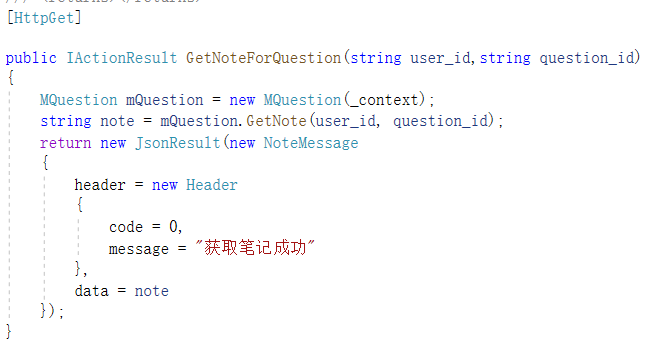 [HttpGet]
public IActionResult GetNoteForQuestion(string user_id,string question_id)
{
    MQuestion mQuestion = new MQuestion(_context);
    string note = mQuestion.GetNote(user_id, question_id);
    return new JsonResult(new NoteMessage
    {
        header = new Header
        {
            code = 0,
            message = "获取笔记成功"
        },
        data = note
    });
}